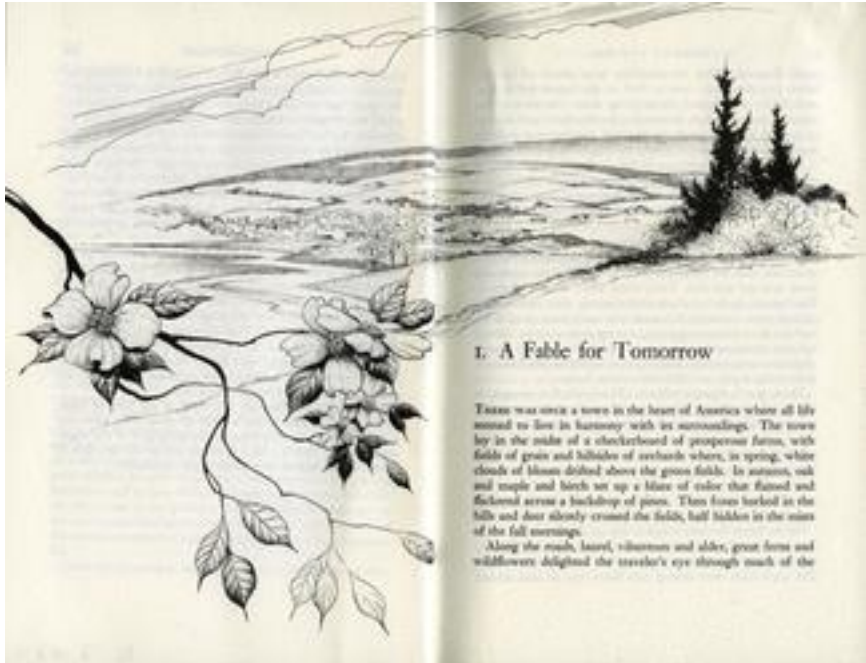 1. A Fable for Tomorrow
There was once a town in the heart of America where all life
seemed to live in harmony with its surroundings. The town
lay in the midst of a checkerboard of prosperous farms, with
fields of grain and hillsides of orchards where, in spring, white
clouds of bloom drifted above the green fields. In autumn, oak
and maple and birch set up a blaze of color that flamed and
flickered across a backdrop of pines. Then foxes barked in the
hills and deer silently crossed the fields, half hidden in the mists
of the fall mornings.
Along the roads, laurel, viburnum and alder, great ferns and
wildflowers delighted the traveler's eye through much of the